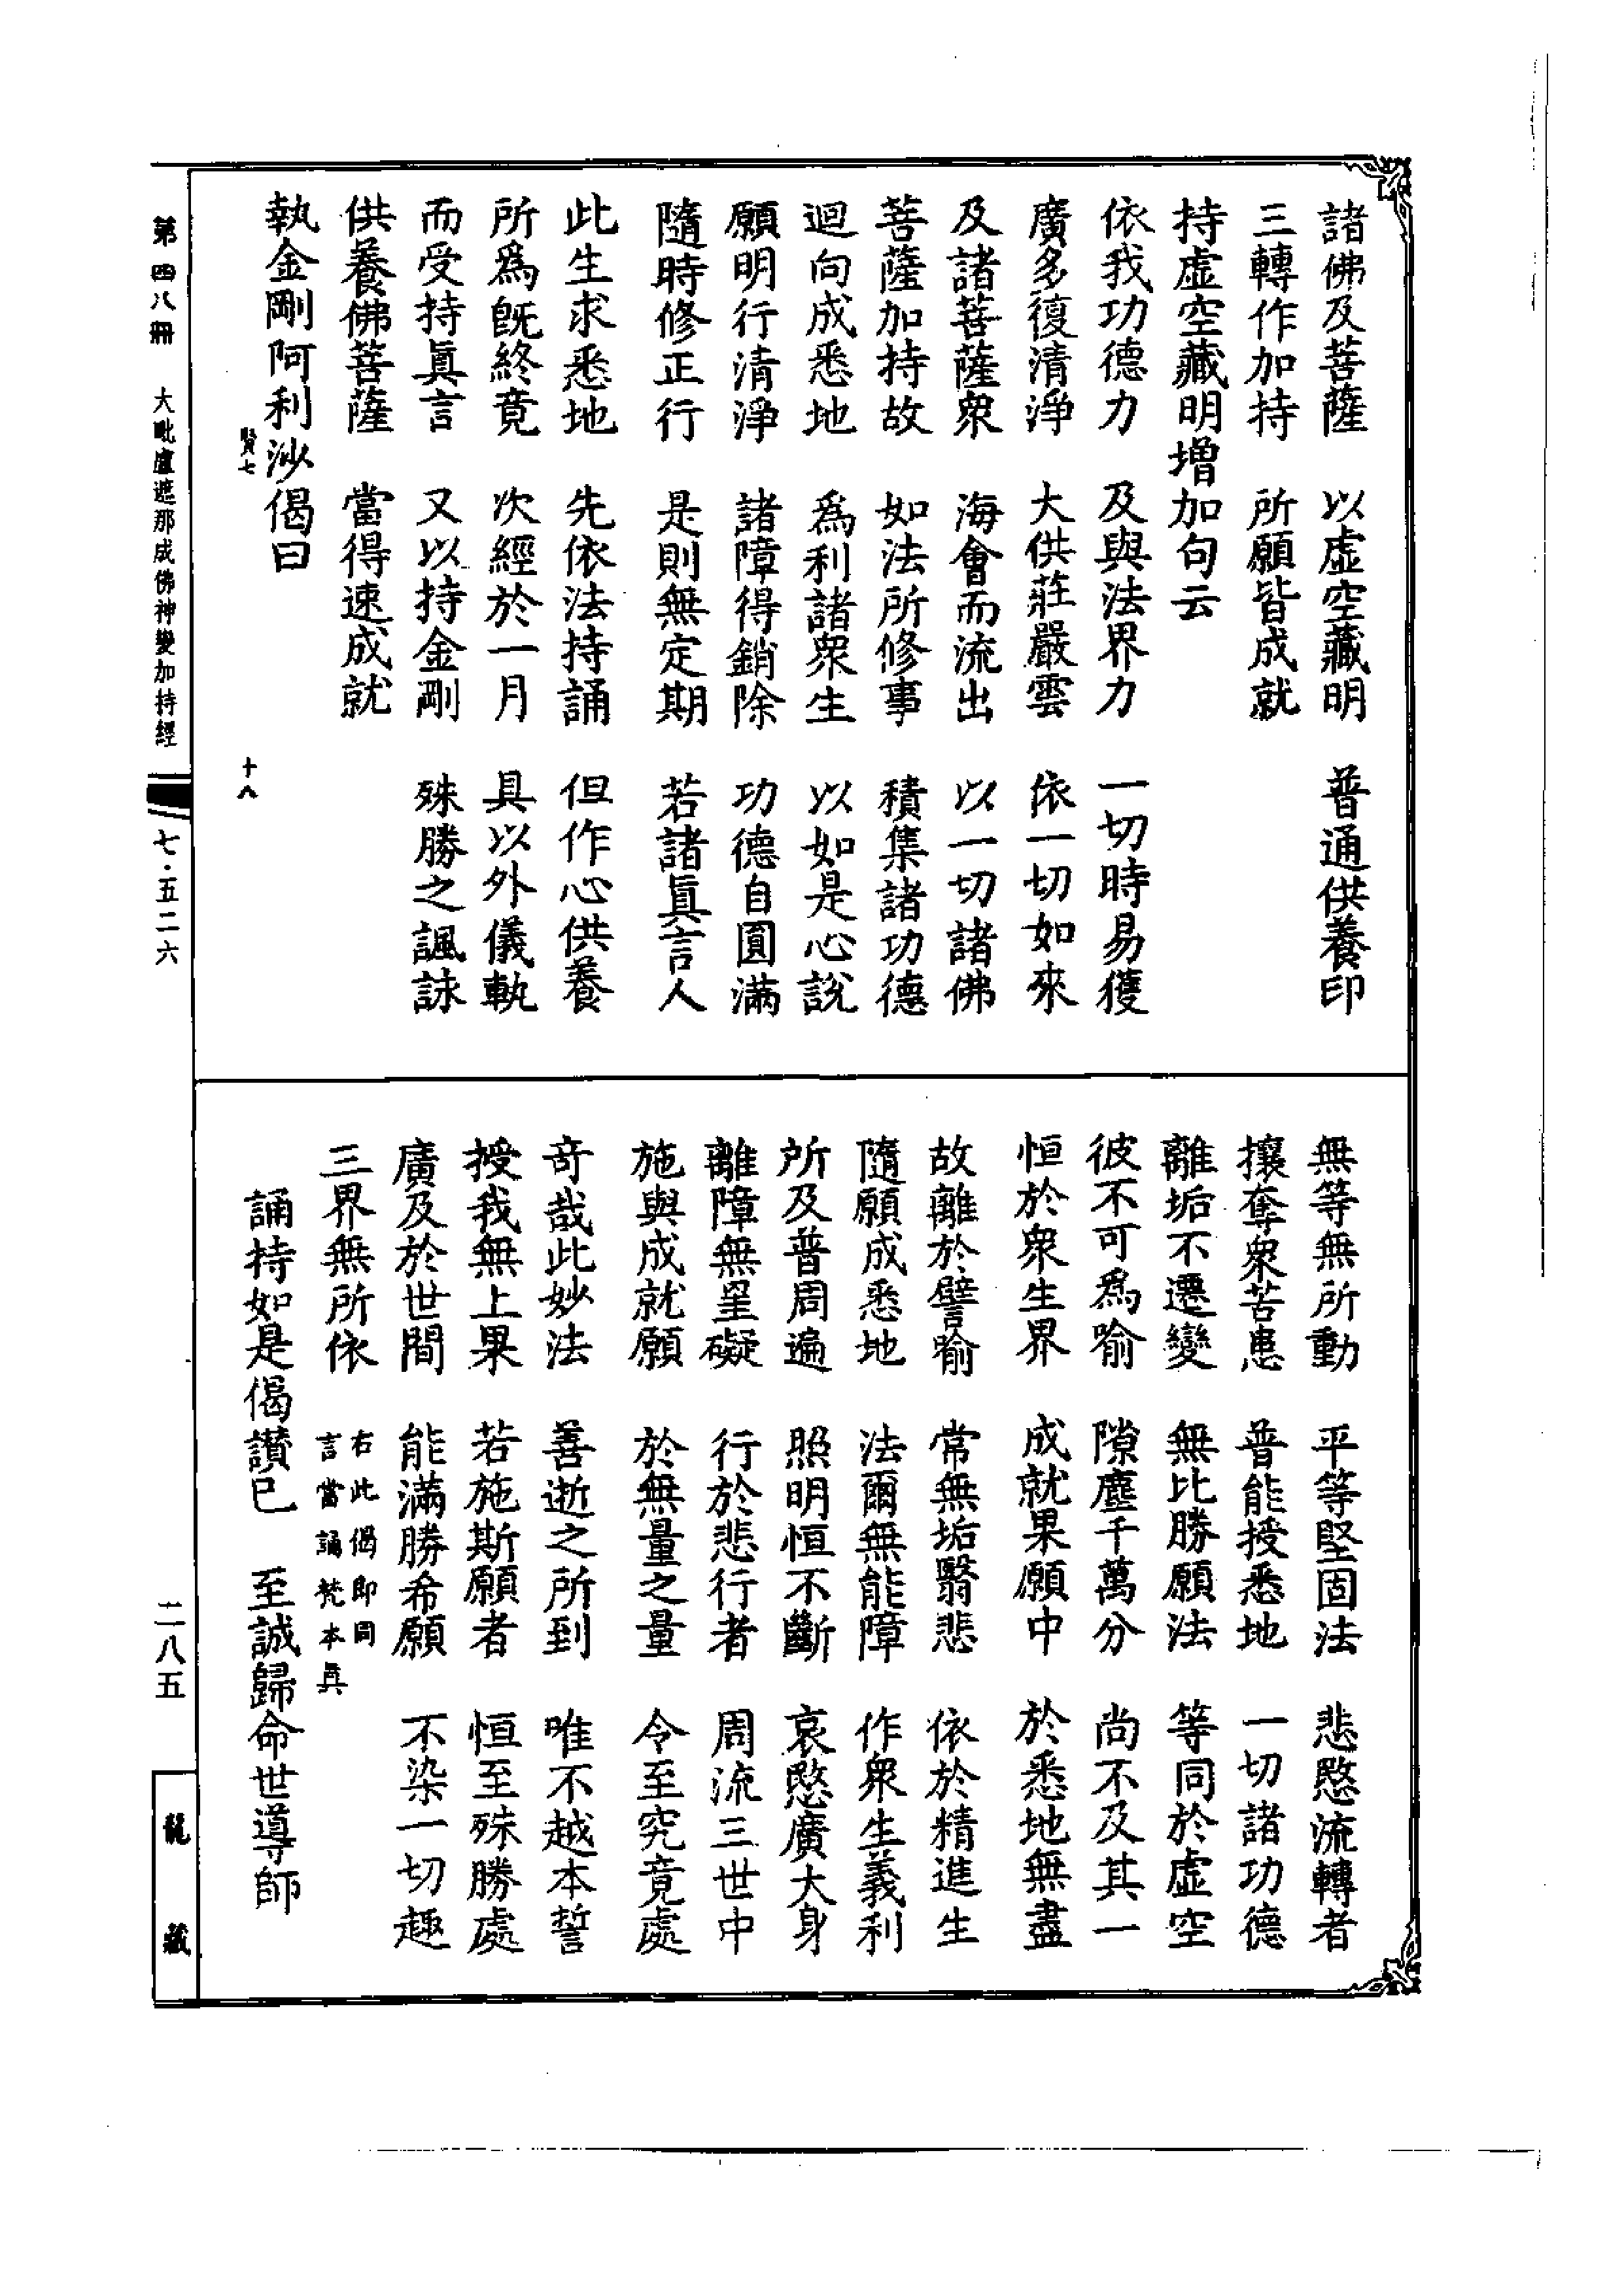 諸佛及菩薩　以虛空藏明　普通供養印
三轉作加持　所願皆成就
持虛空藏明增加句云
依我功德力　及與法界力　一切時易獲
廣多復清淨　大供莊嚴雲　依一切如來
及諸菩薩衆　海會而流出　以一切諸佛
菩薩加持故　如法所修事　積集諸功德
迴向成悉地　爲利諸衆生　以如是心說
願明行清淨　諸障得銷除　功德自圓滿
隨時修正行　是則無定期　若諸眞言人
此生求悉地　先依法持誦　但作心供養
所爲旣終竟　次經於一月　具以外儀軌
而受持眞言　又以持金剛　殊勝之諷詠
供養佛菩薩　當得速成就
執金剛阿利沙偈曰
賢七　十八
無等無所動　平等堅固法　悲愍流轉者
攘奪衆苦患　普能授悉地　一切諸功德
離垢不遷變　無比勝願法　等同於虛空
彼不可爲喻　隙塵千萬分　尚不及其一
恒於衆生界　成就果願中　於悉地無盡
故離於譬喻　常無垢翳悲　依於精進生
隨願成悉地　法爾無能障　作衆生義利
所及普周遍　照明恒不斷　哀愍廣大身
離障無罣礙　行於悲行者　周流三世中
施與成就願　於無量之量　令至究竟處
奇哉此妙法　善逝之所到　唯不越本誓
授我無上果　若施斯願者　恒至殊勝處
廣及於世間　能滿勝希願　不染一切趣
三界無所依　右此偈即同
言當誦梵本眞
誦持如是偈讚已　至誠歸命世導師
第四八冊　大毗盧遮那成佛神變加持經　七·五二六　二八五　龍藏